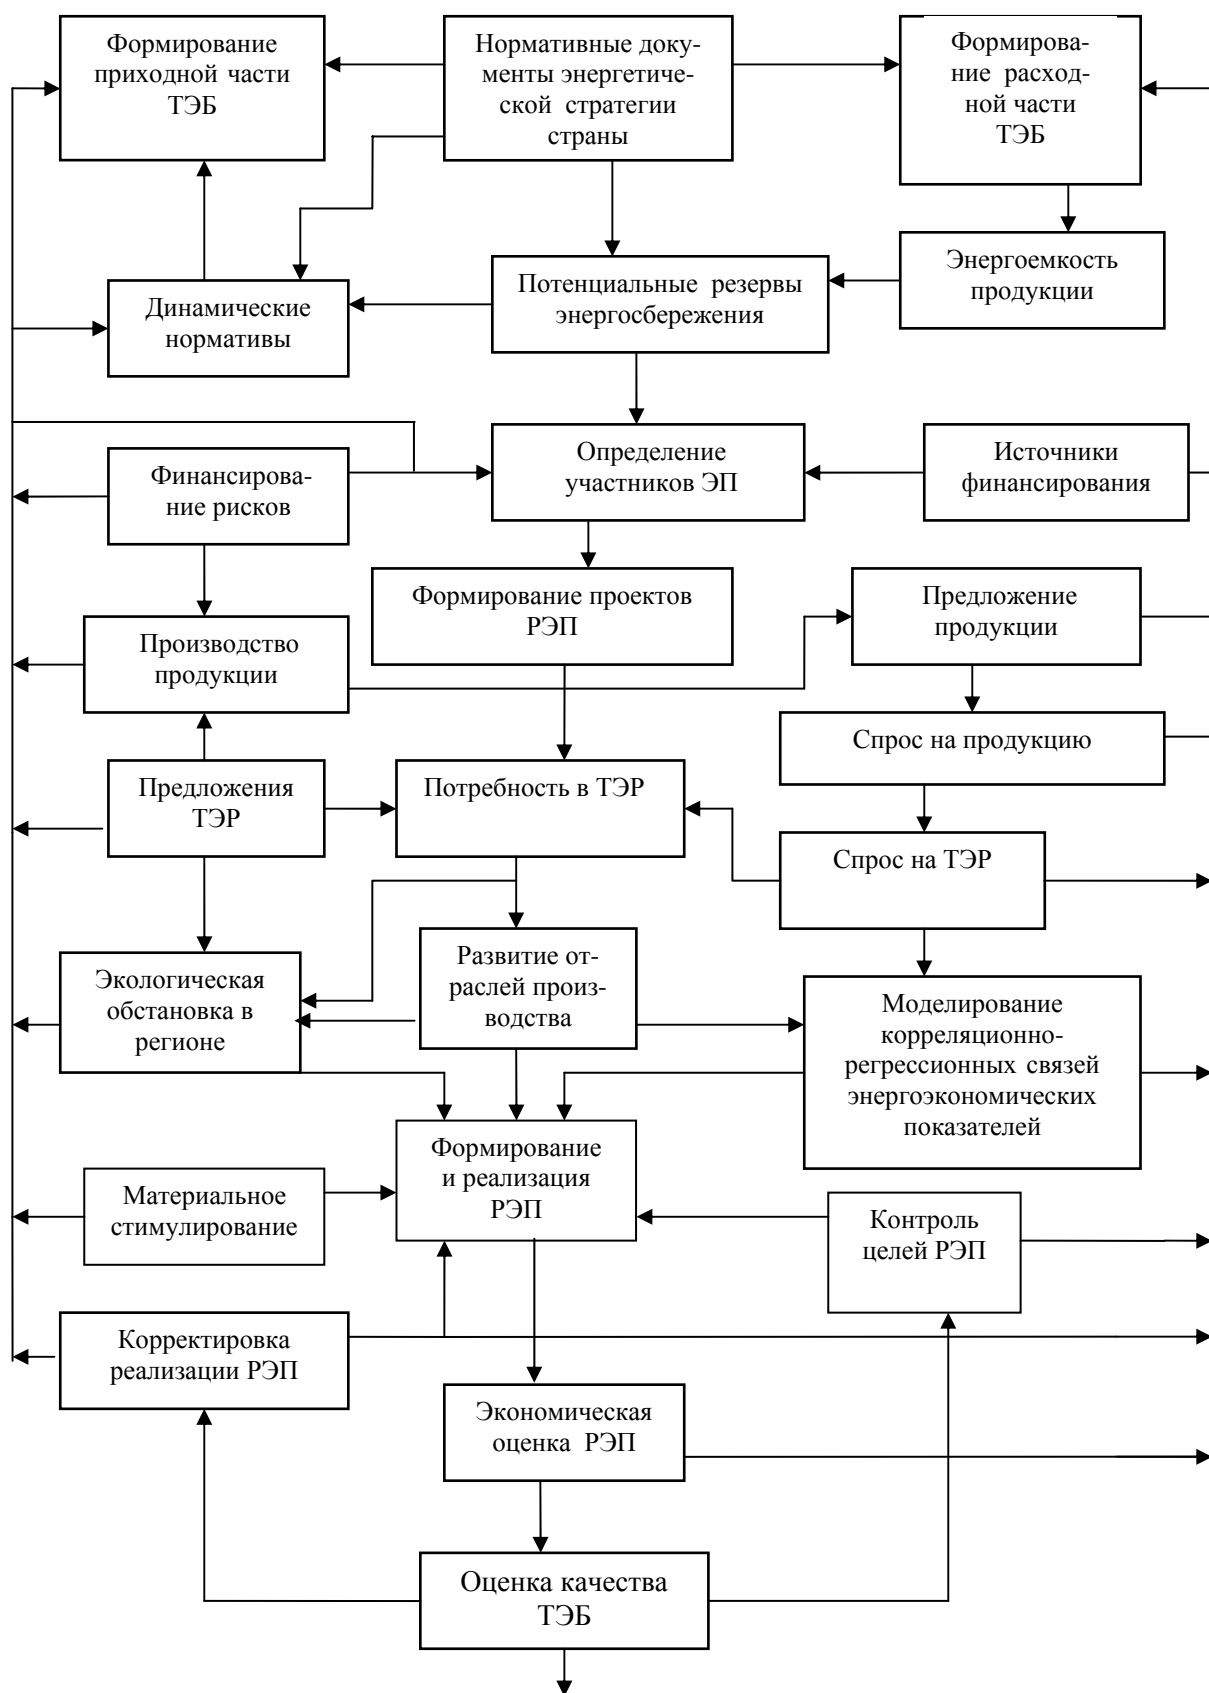 Формирование
приходной части
ТЭБ
Нормативные доку-
менты энергетиче-
ской стратегии
страны
Формирова-
ние расход-
ной части
ТЭБ
Энергоемкость
продукции
Потенциальные резервы
энергосбережения
Динамические
нормативы
Определение
участников ЭП
Источники
финансирования
Финансирова-
ние рисков
Формирование проектов
РЭП
Предложение
продукции
Производство
продукции
Спрос на продукцию
Предложения
ТЭР
Потребность в ТЭР
Спрос на ТЭР
Экологическая
обстановка в
регионе
Развитие от-
раслей произ-
водства
Моделирование
корреляционно-
регрессионных связей
энергоэкономических
показателей
Формирование
и реализация
РЭП
Материальное
стимулирование
Контроль
целей РЭП
Корректировка
реализации РЭП
Экономическая
оценка РЭП
Оценка качества
ТЭБ